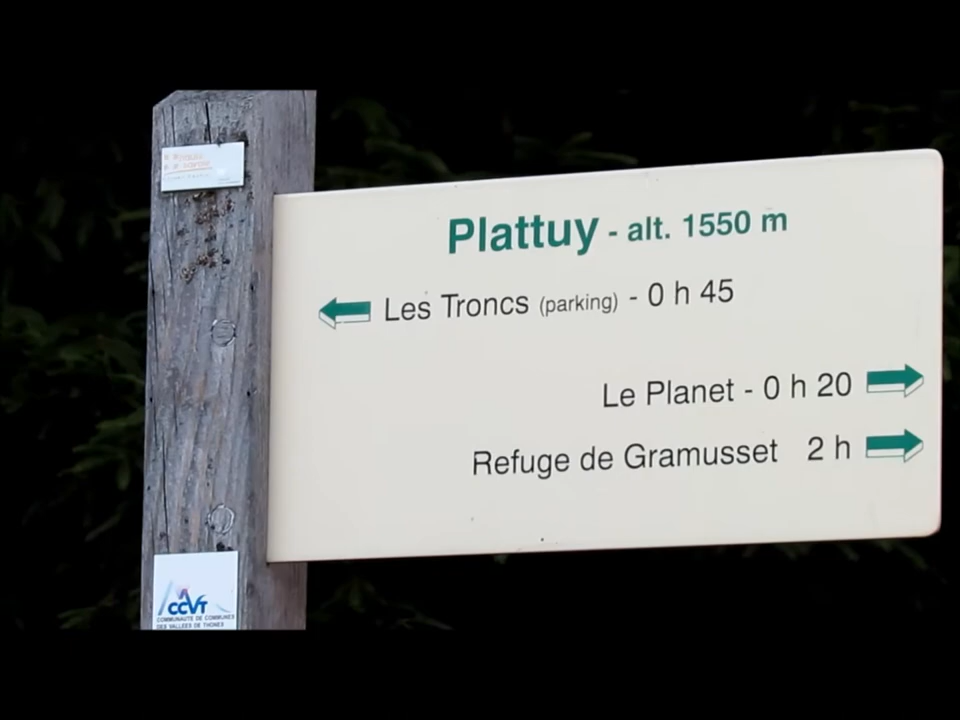 Plattuy - alt. 1550 m
Les Troncs (parking) - 0 h 45
Le Planet - 0 h 20
Refuge de Gramusset 2 h
CCVT
COMMUNAUTE DE COMMUNES
DES VALLEES DE THONES